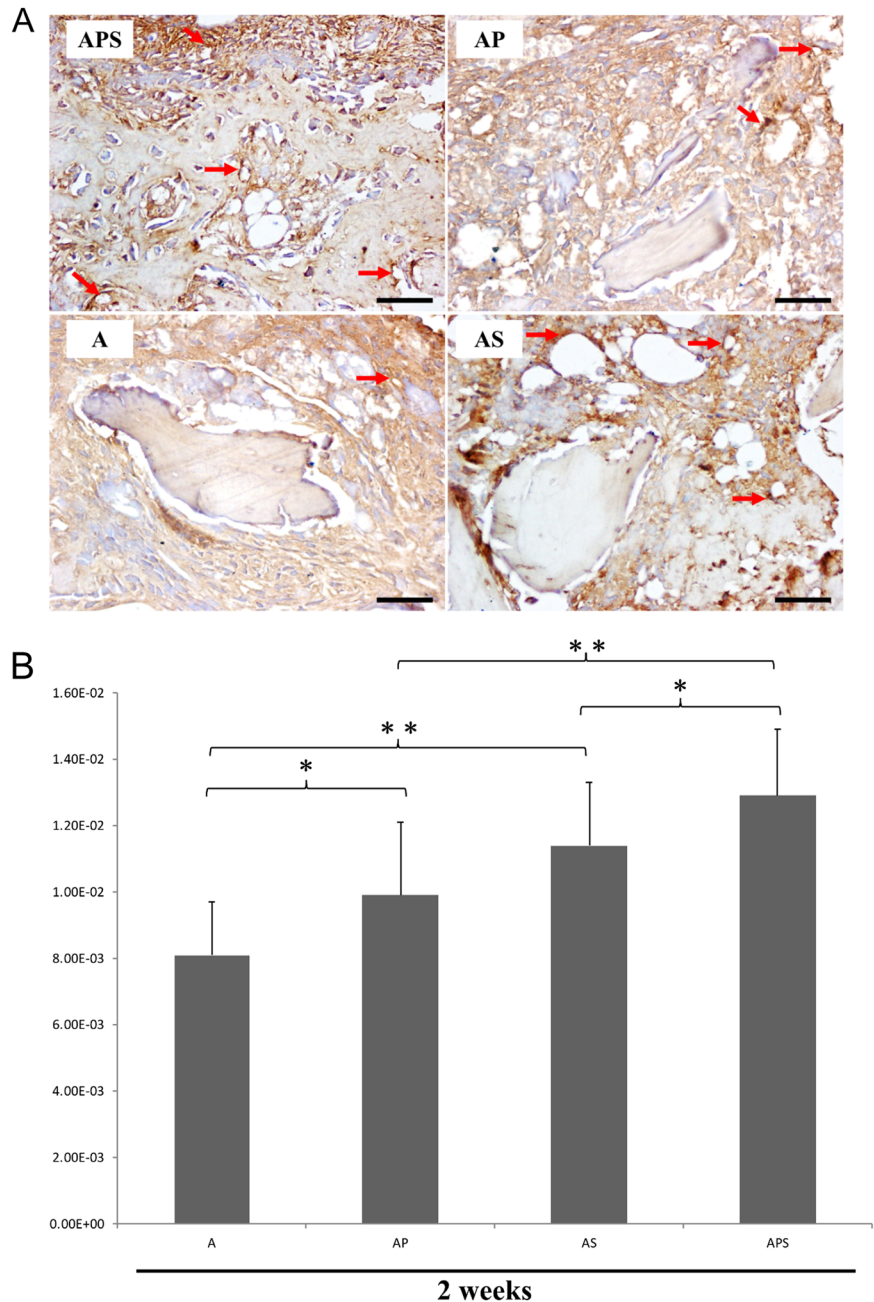 A
APS
AP
A
AS
B
* *
*
* *
*
1.60E-02
1.40E-02
1.20E-02
1.00E-02
8.00E-03
6.00E-03
4.00E-03
2.00E-03
0.00E+00
A AP AS APS
2 weeks